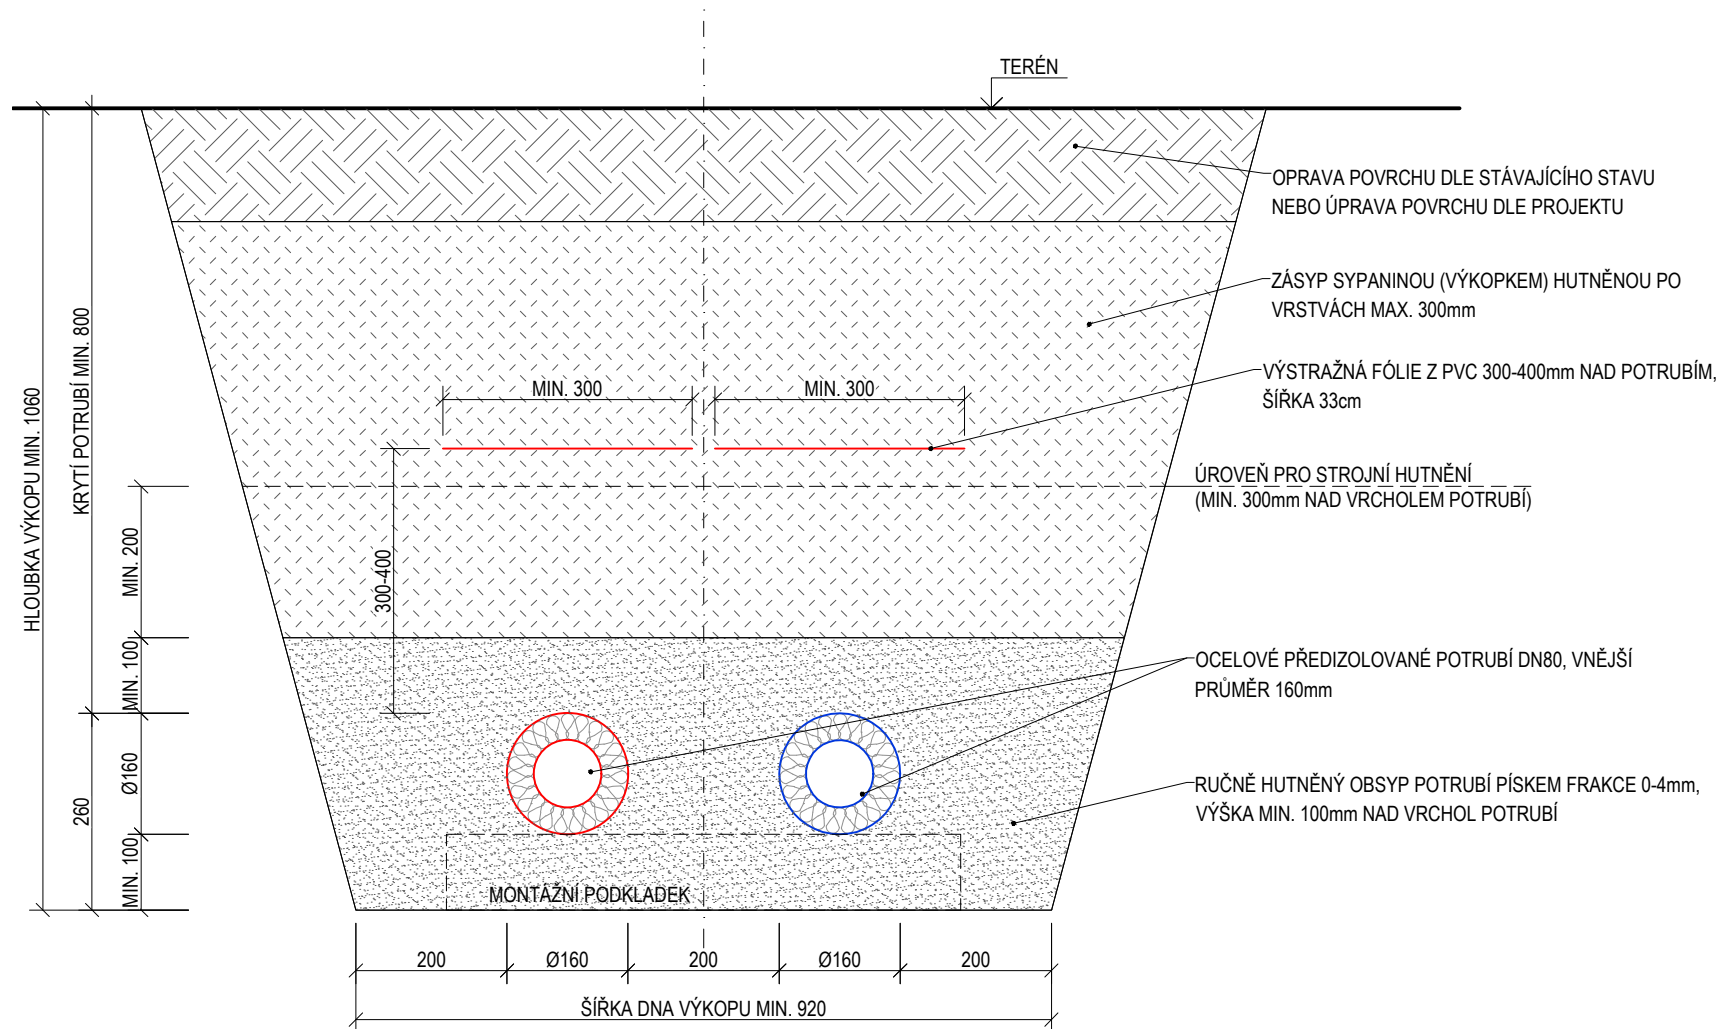 TERÉN
OPRAVA POVRCHU DLE STÁVAJÍCÍHO STAVU
NEBO ÚPRAVA POVRCHU DLE PROJEKTU
ZÁSYP SYPANINOU (VÝKOPKEM) HUTNĚNOU PO
VRSTVÁCH MAX. 300mm
VÝSTRAŽNÁ FÓLIE Z PVC 300-400mm NAD POTRUBÍM,
ŠÍŘKA 33cm
ÚROVEŇ PRO STROJNÍ HUTNĚNÍ
(MIN. 300mm NAD VRCHOLEM POTRUBÍ)
OCELOVÉ PŘEDIZOLOVANÉ POTRUBÍ DN80, VNĚJŠÍ
PRŮMĚR 160mm
RUČNĚ HUTNĚNÝ OBSYP POTRUBÍ PÍSKEM FRAKCE 0-4mm,
VÝŠKA MIN. 100mm NAD VRCHOL POTRUBÍ
HLOUBKA VÝKOPU MIN. 1060
KRYTÍ POTRUBÍ MIN. 800
260
MIN. 200
MIN. 100
Ø160
MIN. 100
300-400
MIN. 300
MIN. 300
MONTÁŽNÍ PODKLADEK
200
Ø160
200
Ø160
200
ŠÍŘKA DNA VÝKOPU MIN. 920